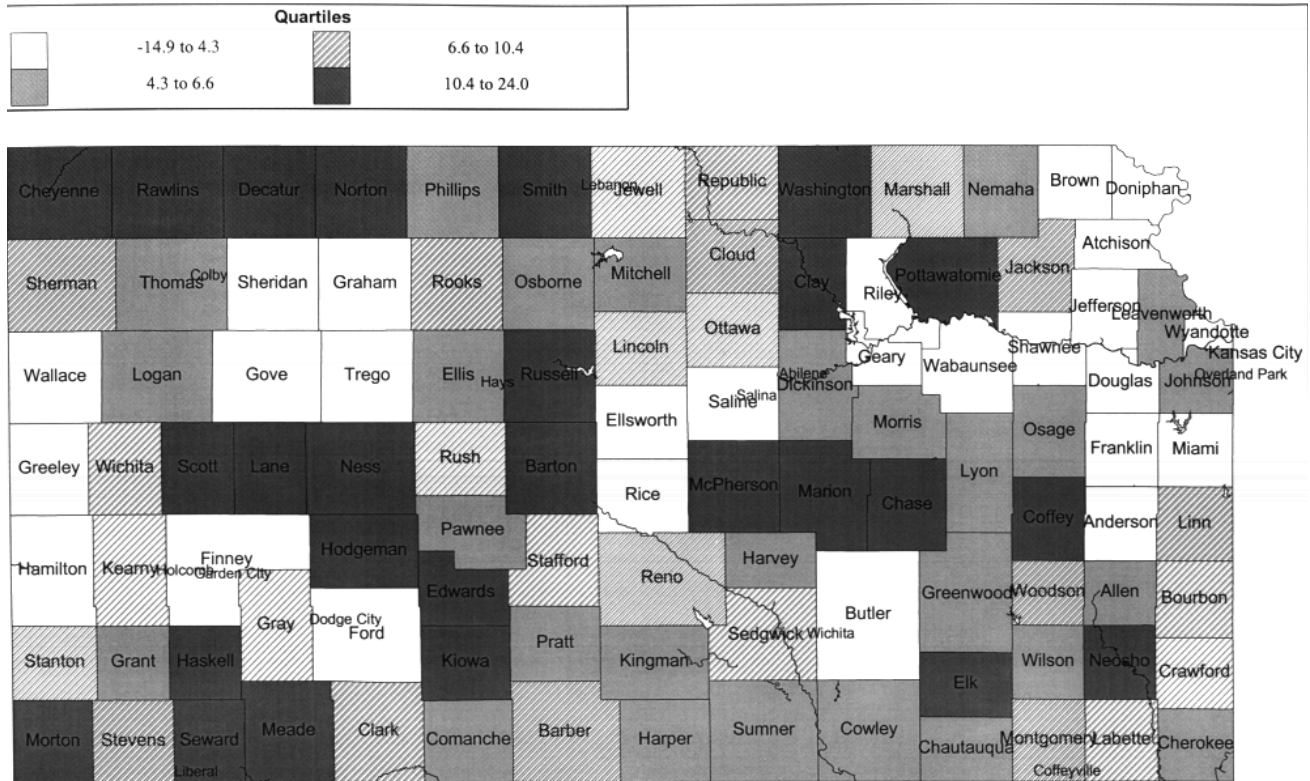 Quartiles
-14.9 to 4.3 6.6 to 10.4
4.3 to 6.6 10.4 to 24.0
Cheyenne Rawlins Decatur Norton Phillips Smith Lebanon Jewell Republic Washington Marshall Nemaha Brown Doniphan
Atchison
Sherman Thomas Colby Sheridan Graham Rooks Osborne Mitchell Cloud Clay Riley Pottawatomie Jackson
Jefferson Leavenworth
Wyandotte
Lincoln Ottawa
Wallace Logan Gove Trego Ellis Hays Russell Abilene Dickinson Geary Wabaunsee Shawnee Kansas City
Douglas Johnson Overland Park
Ellsworth Saline Salina
Morris Osage
Greeley Wichita Scott Lane Ness Rush Barton Lyon Franklin Miami
Rice McPherson Marion Chase
Coffey Anderson Linn
Pawnee
Hamilton Kearny Holcomb Finney Garden City Hodgeman Stafford Reno Harvey
Edwards Greenwood Woodson Allen Bourbon
Gray Dodge City Ford Butler
Pratt Sedgwick Wichita
Stanton Grant Haskell Kiowa Kingman Wilson Neosho Crawford
Elk
Morton Stevens Seward Meade Clark Comanche Barber Harper Sumner Cowley Chautauqua Montgomery Labette Cherokee
Liberal Coffeyville